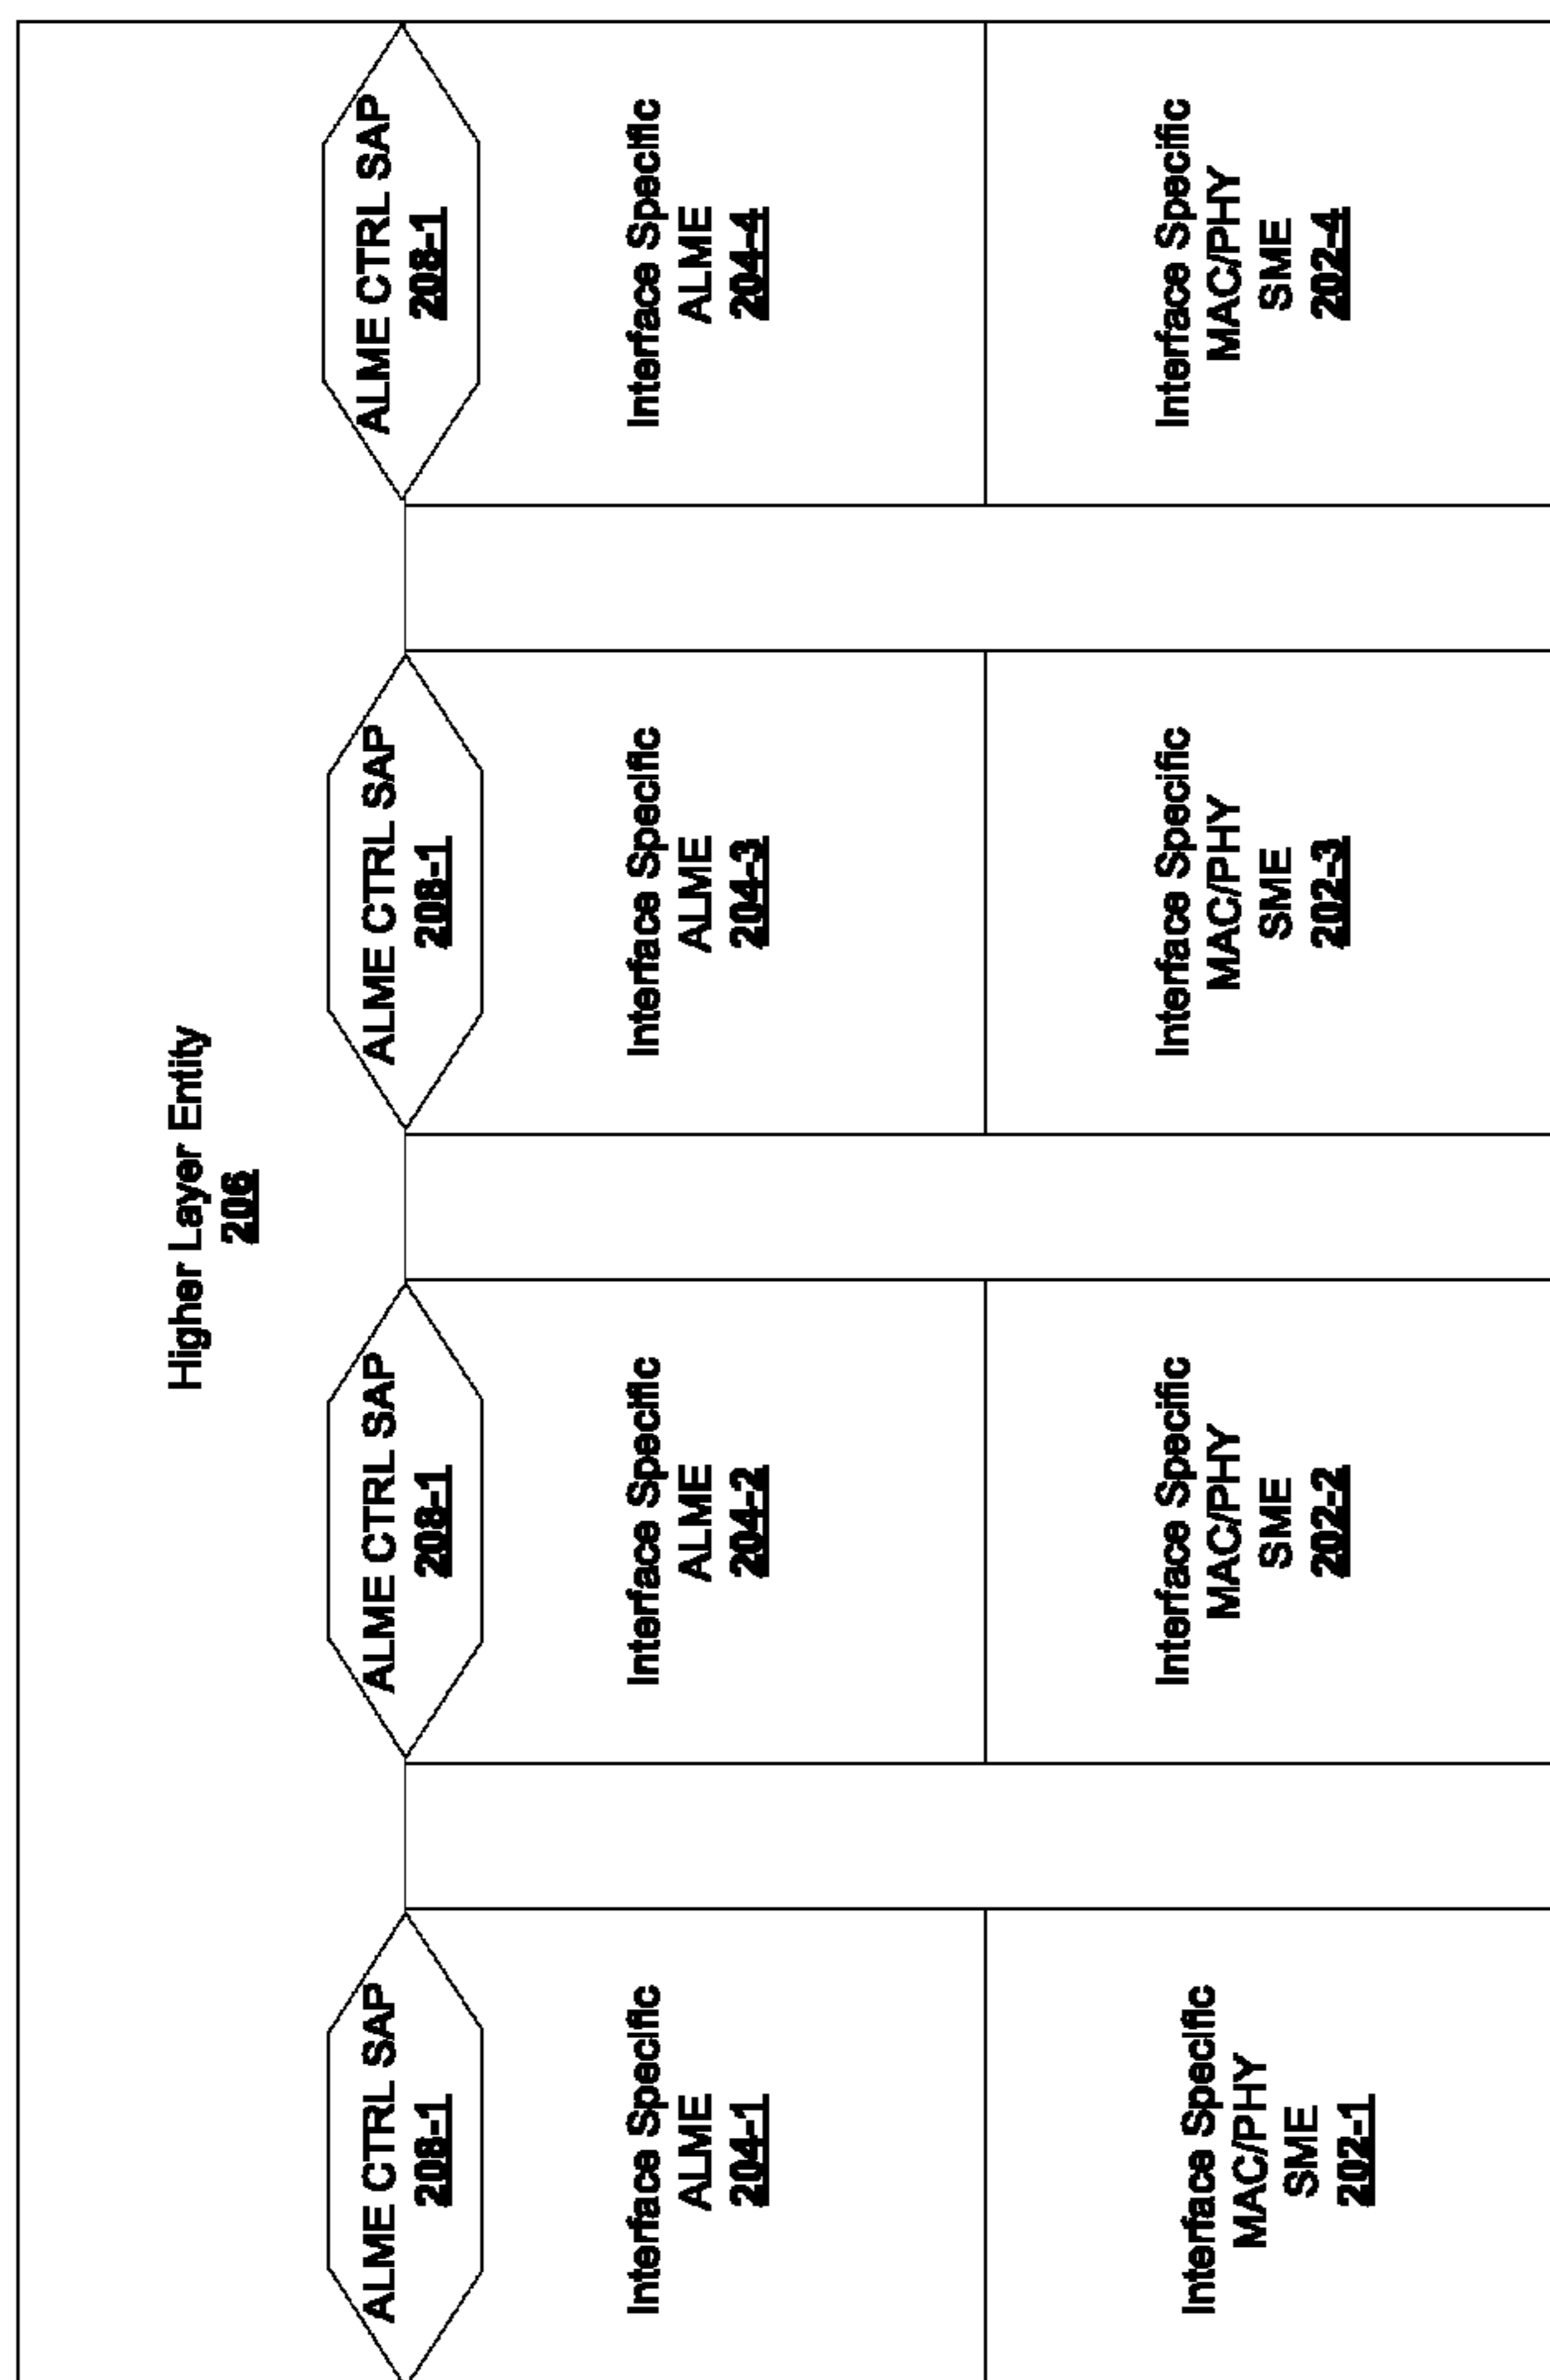 Higher Layer Entity
206
ALME CTRL SAP
208-1
ALME CTRL SAP
208-1
ALME CTRL SAP
208-1
ALME CTRL SAP
208-1
Interface Specific
ALME
204-1
Interface Specific
ALME
204-2
Interface Specific
ALME
204-3
Interface Specific
ALME
204-4
Interface Specific
MAC/PHY
SME
202-1
Interface Specific
MAC/PHY
SME
202-2
Interface Specific
MAC/PHY
SME
202-3
Interface Specific
MAC/PHY
SME
202-4